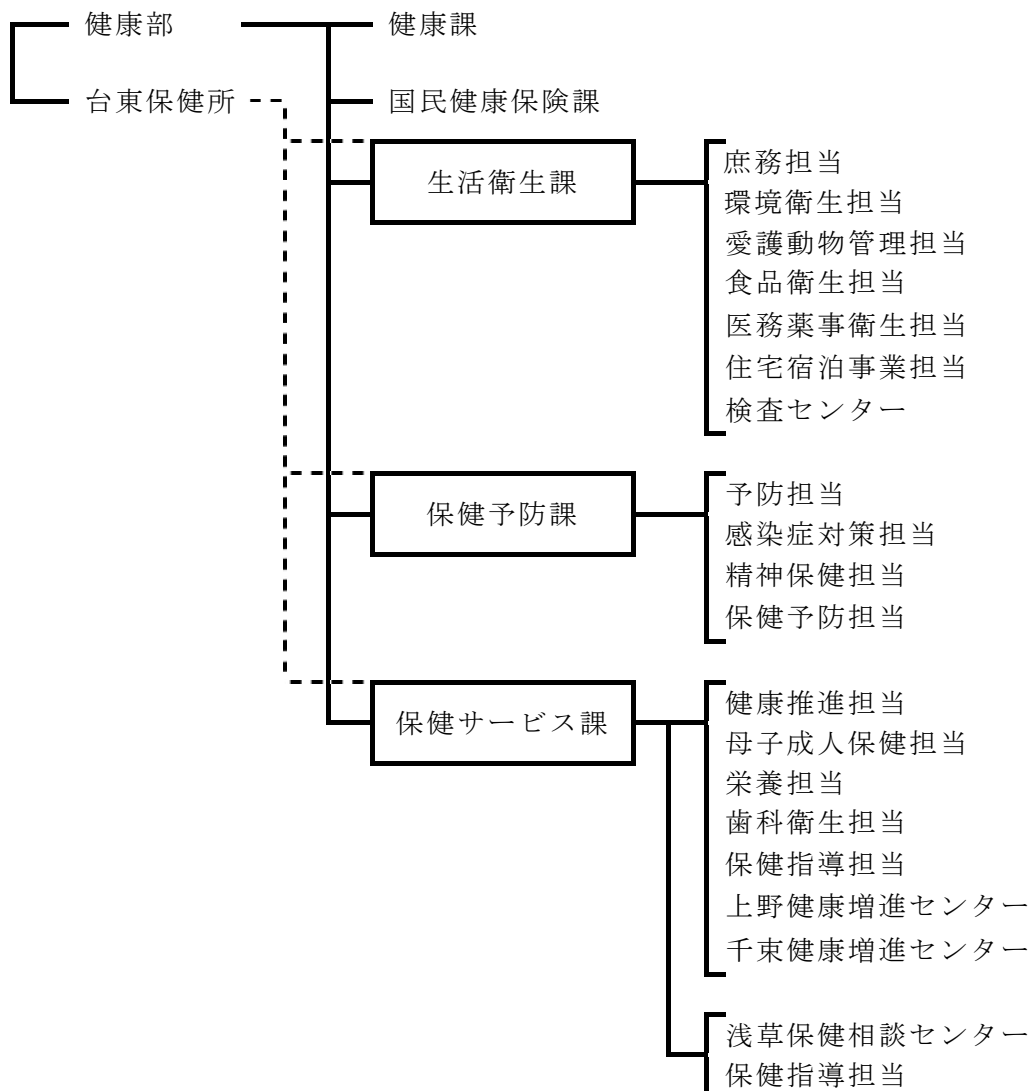 健康部
健康課
台東保健所
国民健康保険課
生活衛生課
庶務担当
環境衛生担当
愛護動物管理担当
食品衛生担当
医務薬事衛生担当
住宅宿泊事業担当
検査センター
保健予防課
予防担当
感染症対策担当
精神保健担当
保健予防担当
保健サービス課
健康推進担当
母子成人保健担当
栄養担当
歯科衛生担当
保健指導担当
上野健康増進センター
千束健康増進センター
浅草保健相談センター
保健指導担当